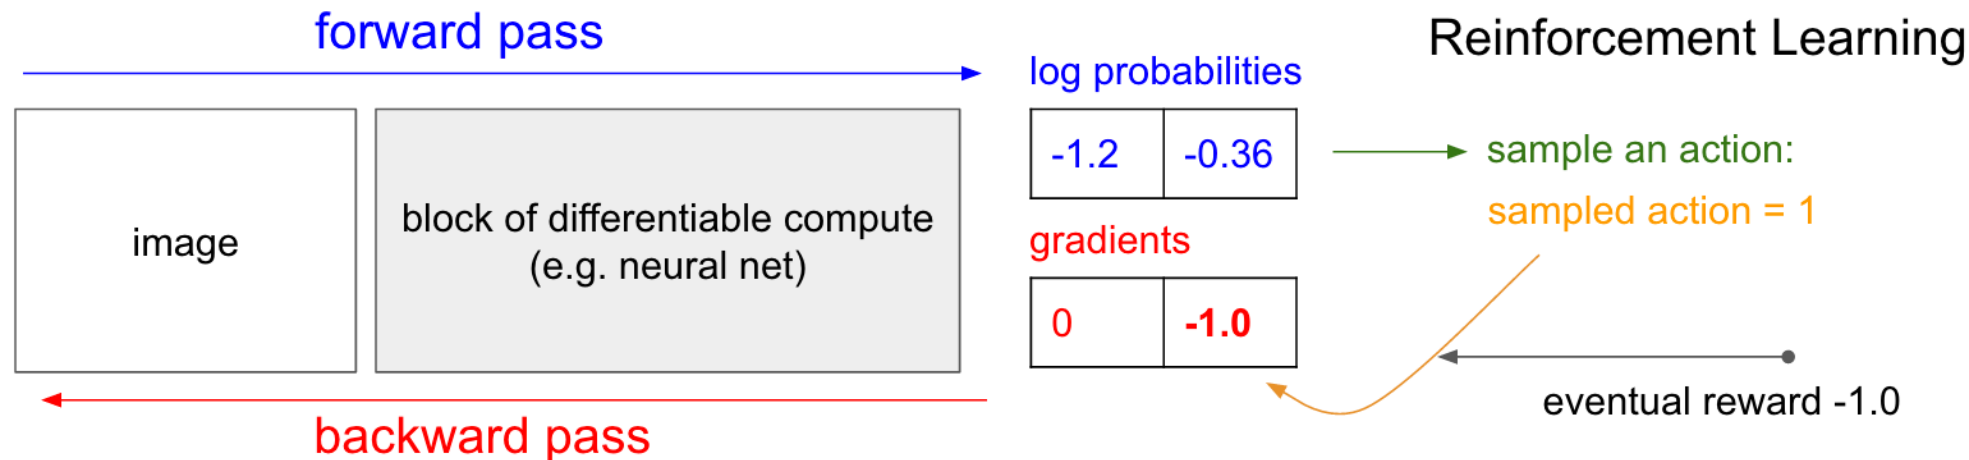 forward pass
Reinforcement Learning
log probabilities
-1.2 -0.36
sample an action:
sampled action = 1
image
block of differentiable compute
(e.g. neural net)
gradients
0 -1.0
eventual reward -1.0
backward pass